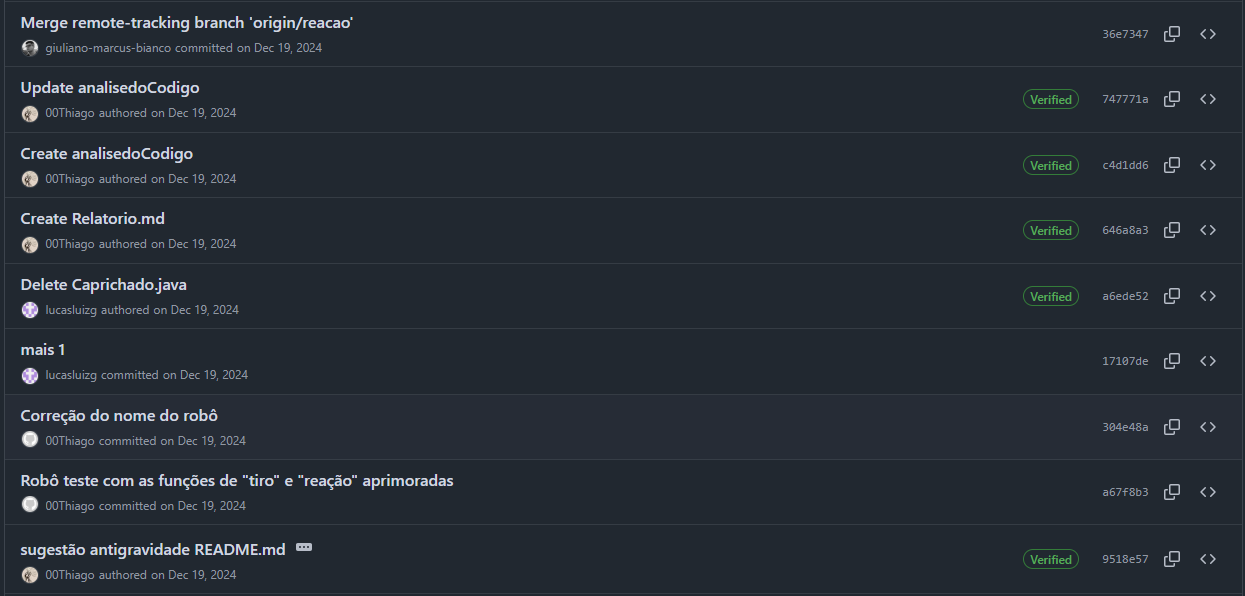 Merge remote-tracking branch 'origin/reacao'
giuliano-marcus-bianco committed on Dec 19, 2024
36e7347
Update analisedoCodigo
00Thiago authored on Dec 19, 2024
Verified
747771a
Create analisedoCodigo
00Thiago authored on Dec 19, 2024
Verified
c4d1dd6
Create Relatorio.md
00Thiago authored on Dec 19, 2024
Verified
646a8a3
Delete Caprichado.java
lucasluizg authored on Dec 19, 2024
Verified
a6ede52
mais 1
lucasluizg committed on Dec 19, 2024
17107de
Correção do nome do robô
00Thiago committed on Dec 19, 2024
304e48a
Robô teste com as funções de "tiro" e "reação" aprimoradas
00Thiago committed on Dec 19, 2024
a67f8b3
sugestão antigravidade README.md
00Thiago authored on Dec 19, 2024
Verified
9518e57